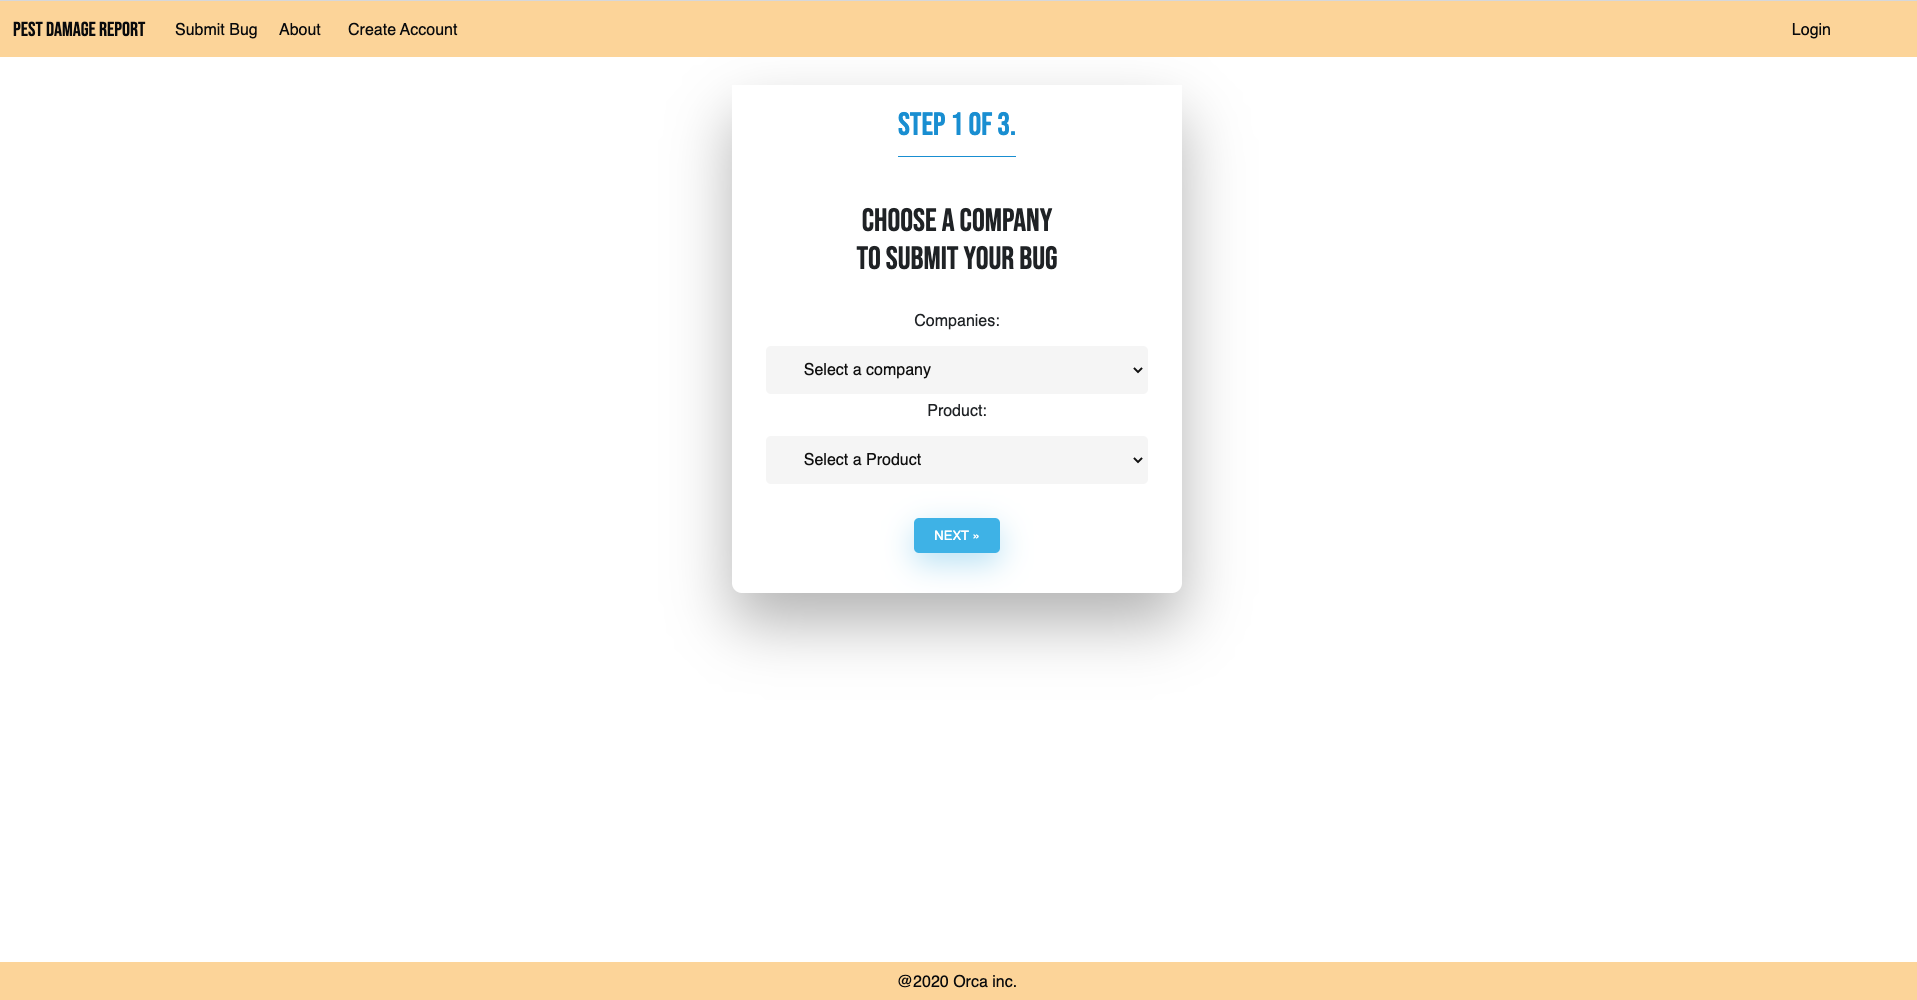 PEST DAMAGE REPORT Submit Bug About Create Account Login
STEP 1 OF 3.
CHOOSE A COMPANY
TO SUBMIT YOUR BUG
Companies:
Select a company
Product:
Select a Product
NEXT »
@2020 Orca inc.